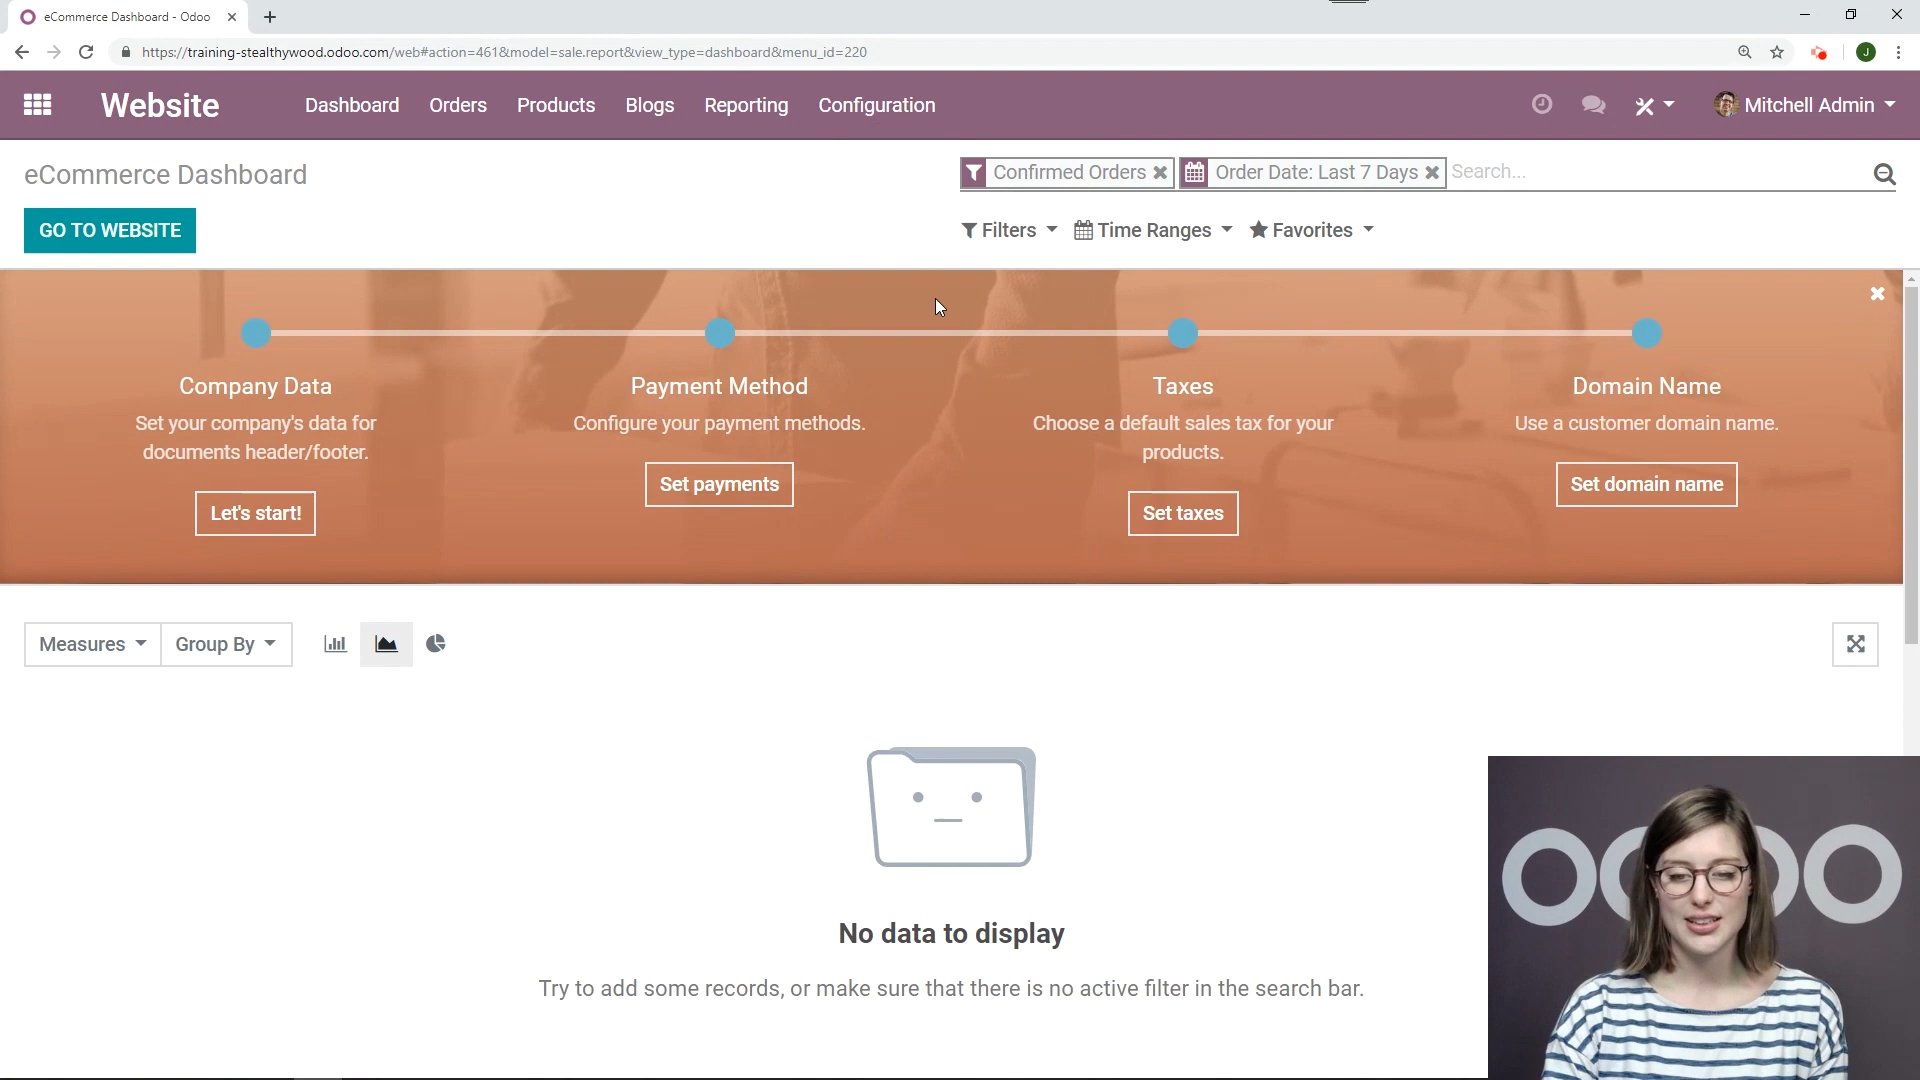 eCommerce Dashboard - Odoo
https://training-stealthywood.odoo.com/web#action=461&model=sale.report&view_type=dashboard&menu_id=220
J
Website Dashboard Orders Products Blogs Reporting Configuration Mitchell Admin
eCommerce Dashboard
Confirmed Orders Order Date: Last 7 Days Search...
GO TO WEBSITE
Filters Time Ranges Favorites
Company Data
Set your company's data for
documents header/footer.
Let's start!
Payment Method
Configure your payment methods.
Set payments
Taxes
Choose a default sales tax for your
products.
Set taxes
Domain Name
Use a customer domain name.
Set domain name
Measures Group By
No data to display
Try to add some records, or make sure that there is no active filter in the search bar.
odoo